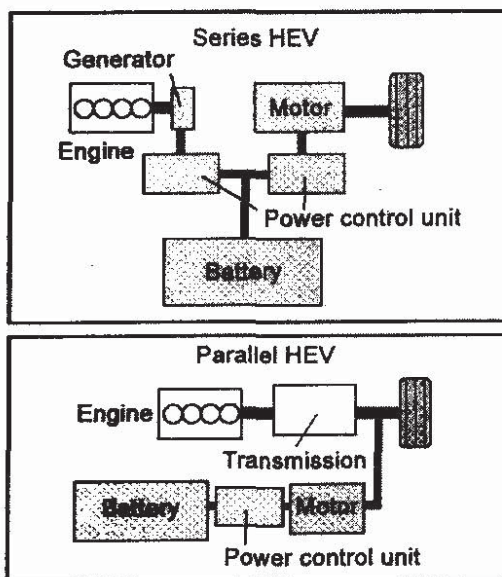 Series HEV
Generator
Motor
Engine
Power control unit
Battery
Parallel HEV
Engine
Transmission
Battery
Motor
Power control unit